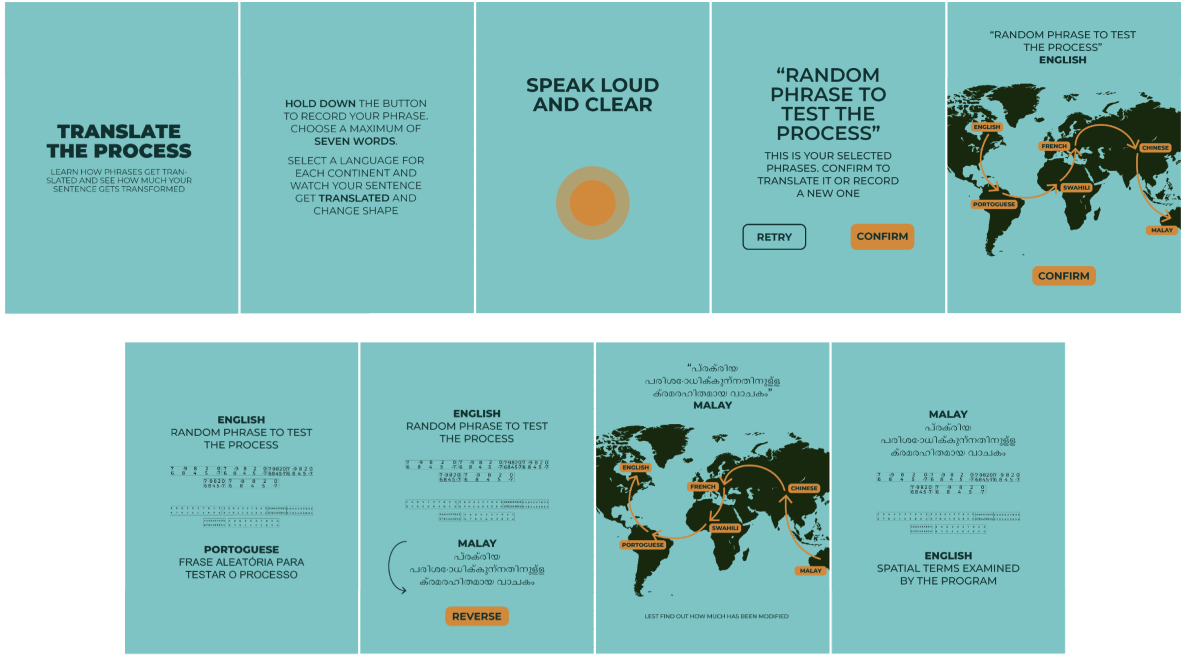 TRANSLATE
THE PROCESS
LEARN HOW PHRASES GET TRAN-
SLATED AND SEE HOW MUCH YOUR
SENTENCE GETS TRANSFORMED
HOLD DOWN THE BUTTON
TO RECORD YOUR PHRASE.
CHOOSE A MAXIMUM OF
SEVEN WORDS.
SELECT A LANGUAGE FOR
EACH CONTINENT AND
WATCH YOUR SENTENCE
GET TRANSLATED AND
CHANGE SHAPE
SPEAK LOUD
AND CLEAR
“RANDOM
PHRASE TO
TEST THE
PROCESS”
THIS IS YOUR SELECTED
PHRASES. CONFIRM TO
TRANSLATE IT OR RECORD
A NEW ONE
RETRY
CONFIRM
“RANDOM PHRASE TO TEST
THE PROCESS”
ENGLISH
ENGLISH
FRENCH
CHINESE
SWAHILI
PORTOGUESE
MALAY
CONFIRM
ENGLISH
RANDOM PHRASE TO TEST
THE PROCESS
PORTOGUESE
FRASE ALEATÓRIA PARA
TESTAR O PROCESSO
ENGLISH
RANDOM PHRASE TO TEST
THE PROCESS
MALAY
പ്രക്രിയ
പരിശോധിക്കുന്നതിനുള്ള
ക്രമരഹിതമായ വാചകം
REVERSE
“പ്രക്രിയ
പരിശോധിക്കുന്നതിനുള്ള
ക്രമരഹിതമായ വാചകം”
MALAY
ENGLISH
FRENCH
CHINESE
SWAHILI
PORTOGUESE
MALAY
LEST FIND OUT HOW MUCH HAS BEEN MODIFIED
MALAY
പ്രക്രിയ
പരിശോധിക്കുന്നതിനുള്ള
ക്രമരഹിതമായ വാചകം
ENGLISH
SPATIAL TERMS EXAMINED
BY THE PROGRAM